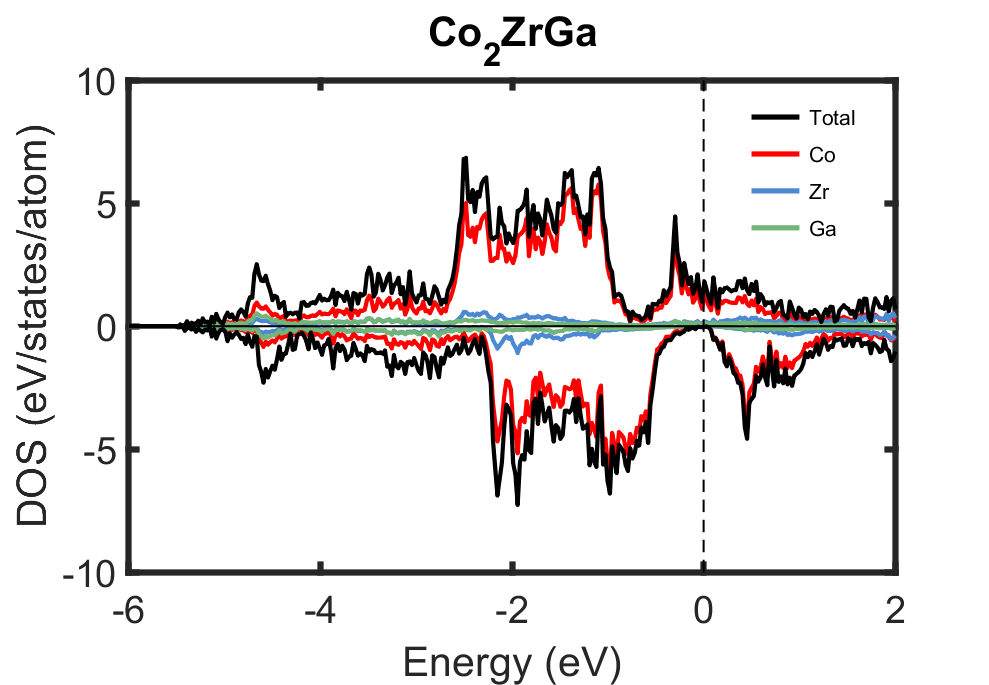 Co₂ZrGa
DOS (eV/states/atom)
10
5
0
-5
-10
Total
Co
Zr
Ga
-6 -4 -2 0 2
Energy (eV)